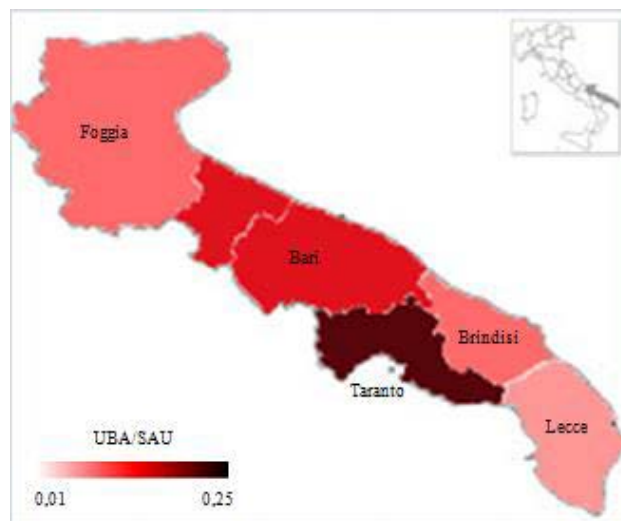 Foggia
Bari
Brindisi
Taranto
Lecce
UBA/SAU
0,01 0,25